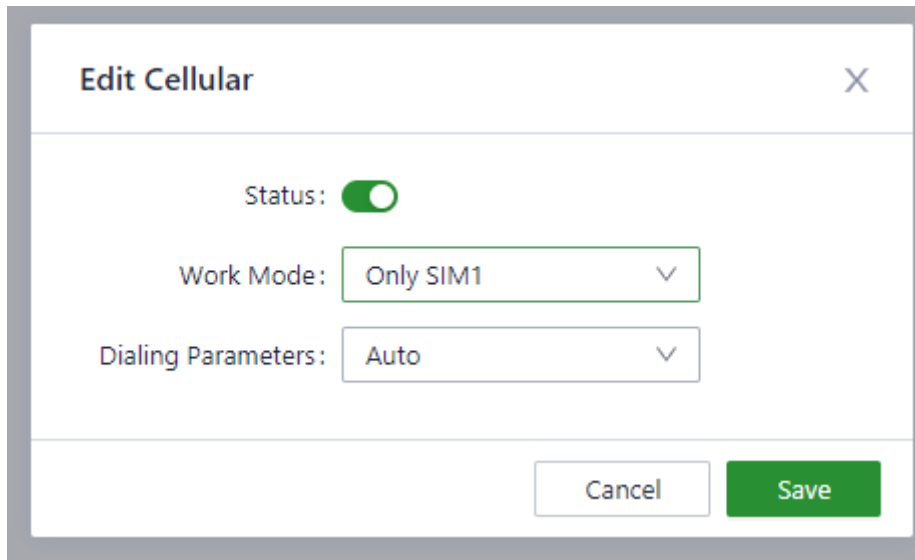 Edit Cellular
Status:
Work Mode: Only SIM1
Dialing Parameters: Auto
Cancel Save